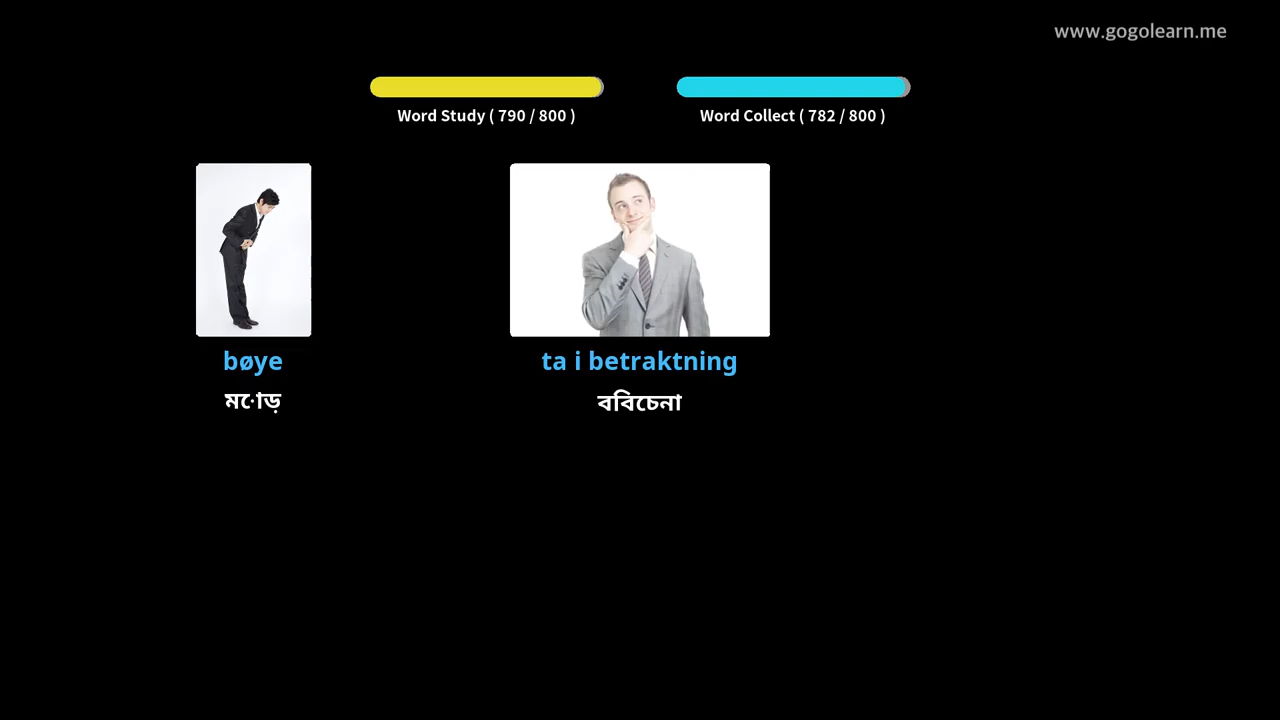 www.gogolearn.me
Word Study ( 790 / 800 )
Word Collect ( 782 / 800 )
bøye
ta i betraktning
মোড়
ববিচেনা